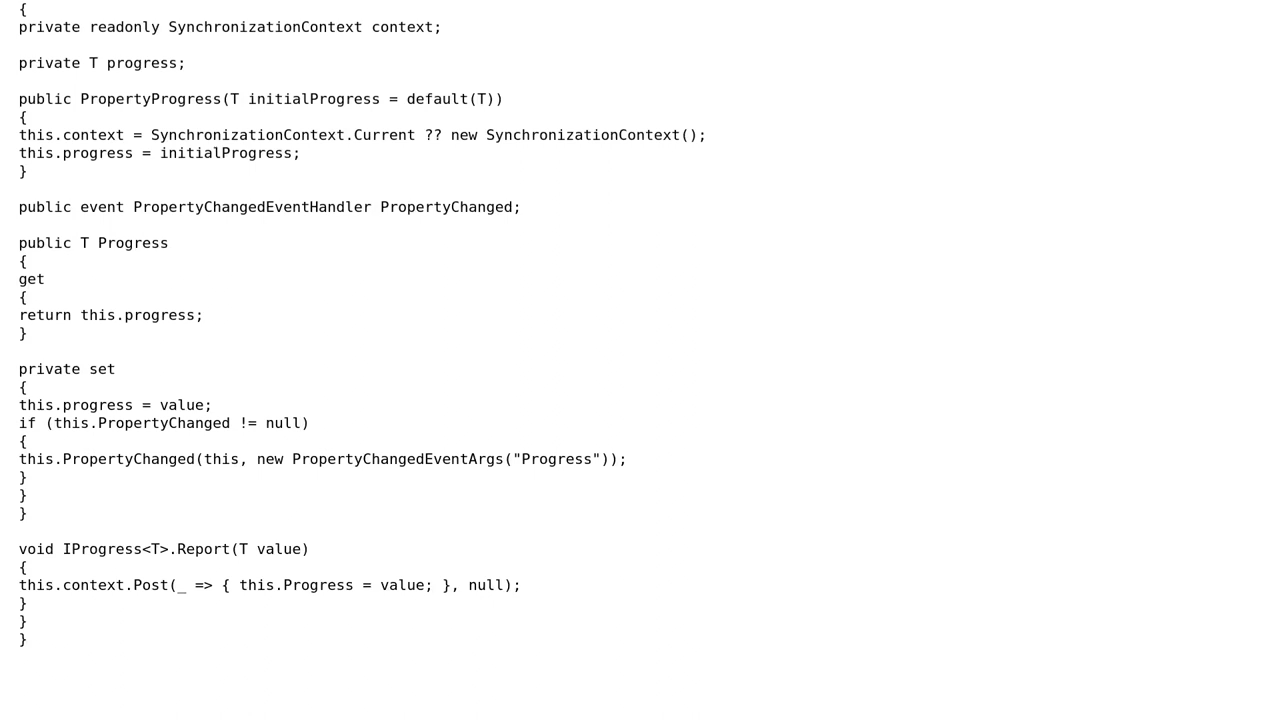 {
private readonly SynchronizationContext context;

private T progress;

public PropertyProgress(T initialProgress = default(T))
{
this.context = SynchronizationContext.Current ?? new SynchronizationContext();
this.progress = initialProgress;
}

public event PropertyChangedEventHandler PropertyChanged;

public T Progress
{
get
{
return this.progress;
}

private set
{
this.progress = value;
if (this.PropertyChanged != null)
{
this.PropertyChanged(this, new PropertyChangedEventArgs("Progress"));
}
}
}

void IProgress<T>.Report(T value)
{
this.context.Post(_ => { this.Progress = value; }, null);
}
}
}